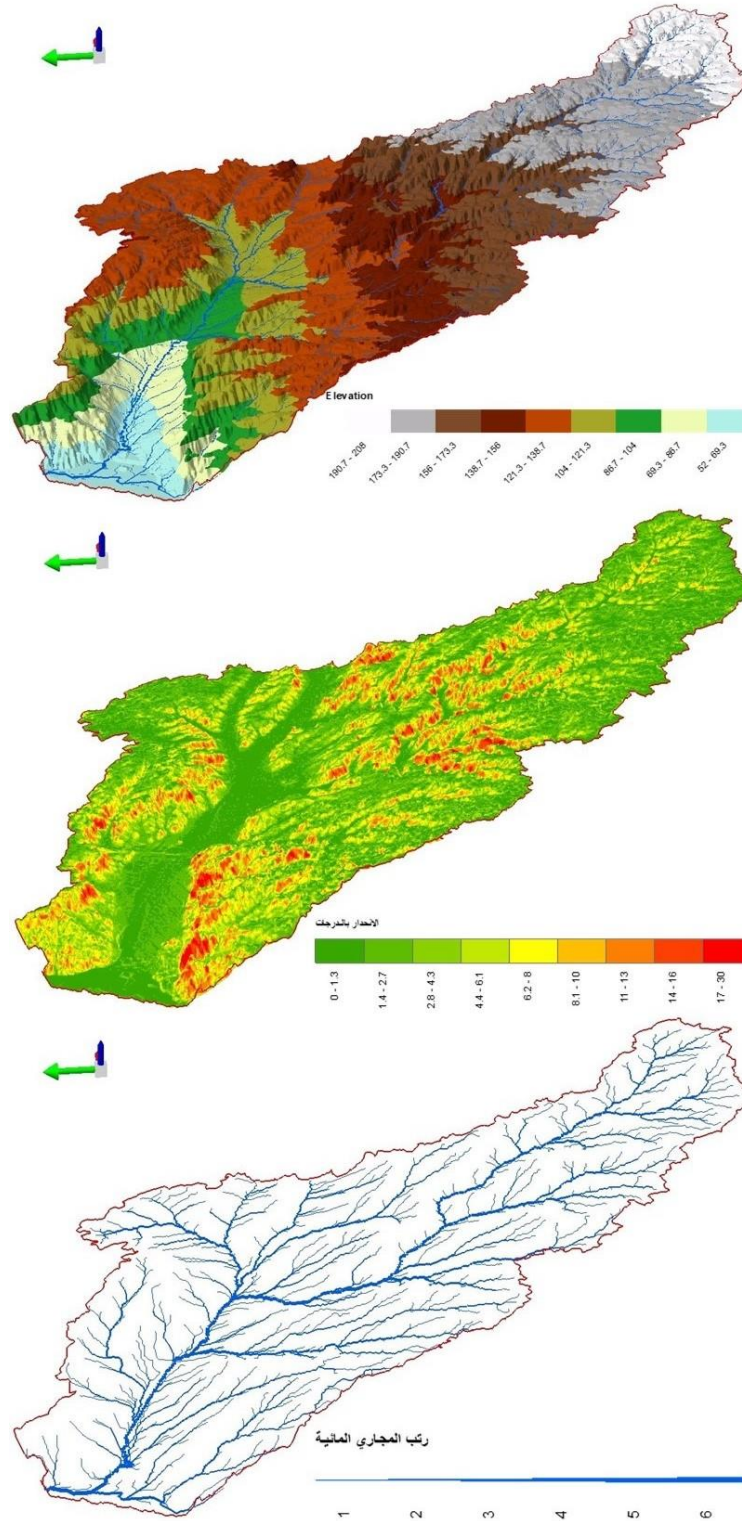 Elevation
190.7 - 208
173.3 - 190.7
156 - 173.3
138.7 - 156
121.3 - 138.7
104 - 121.3
86.7 - 104
69.3 - 86.7
52 - 69.3
الانحدار بالدرجات
0 - 1.3
1.4 - 2.7
2.8 - 4.3
4.4 - 6.1
6.2 - 8
8.1 - 10
11 - 13
14 - 16
17 - 30
رتب المجاري المائية
1
2
3
4
5
6